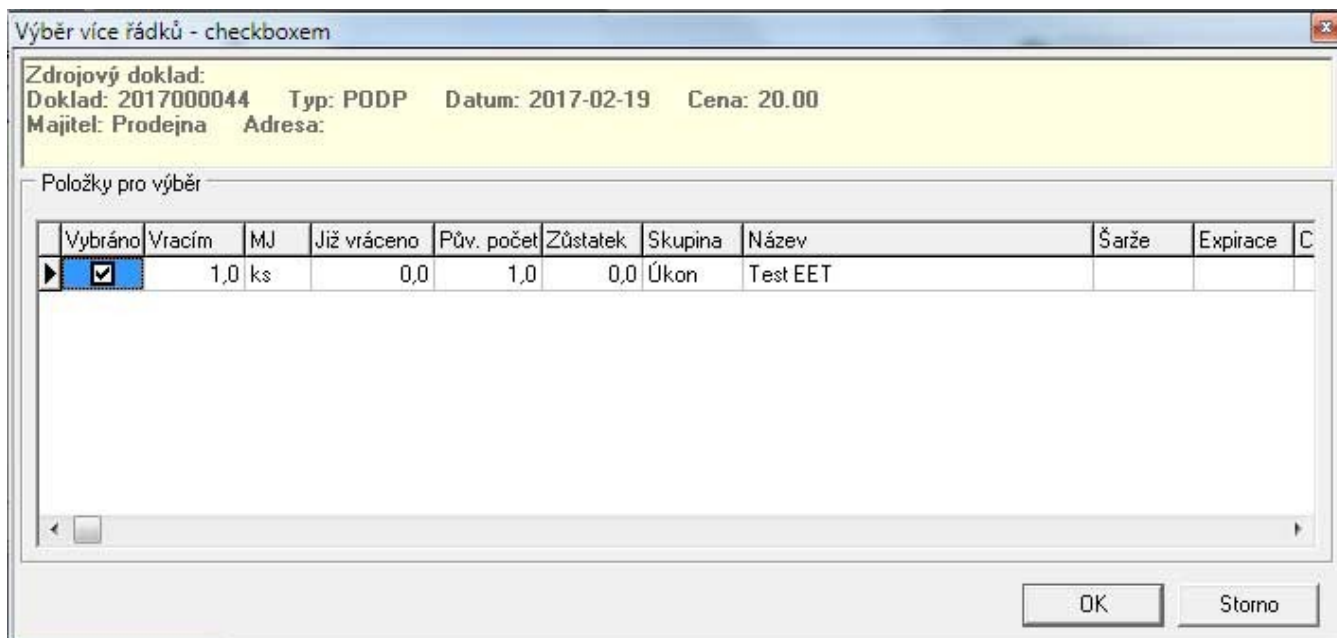 Výběr více řádků - checkboxem
Zdrojový doklad:
Doklad: 2017000044 Typ: PODP Datum: 2017-02-19 Cena: 20.00
Majitel: Prodejna Adresa:
Položky pro výběr
Vybráno Vracím MJ Již vráceno Pův. počet Zůstatek Skupina Název Šarže Expirace C
1,0 ks 0,0 1,0 0,0 Úkon Test EET
OK Storno